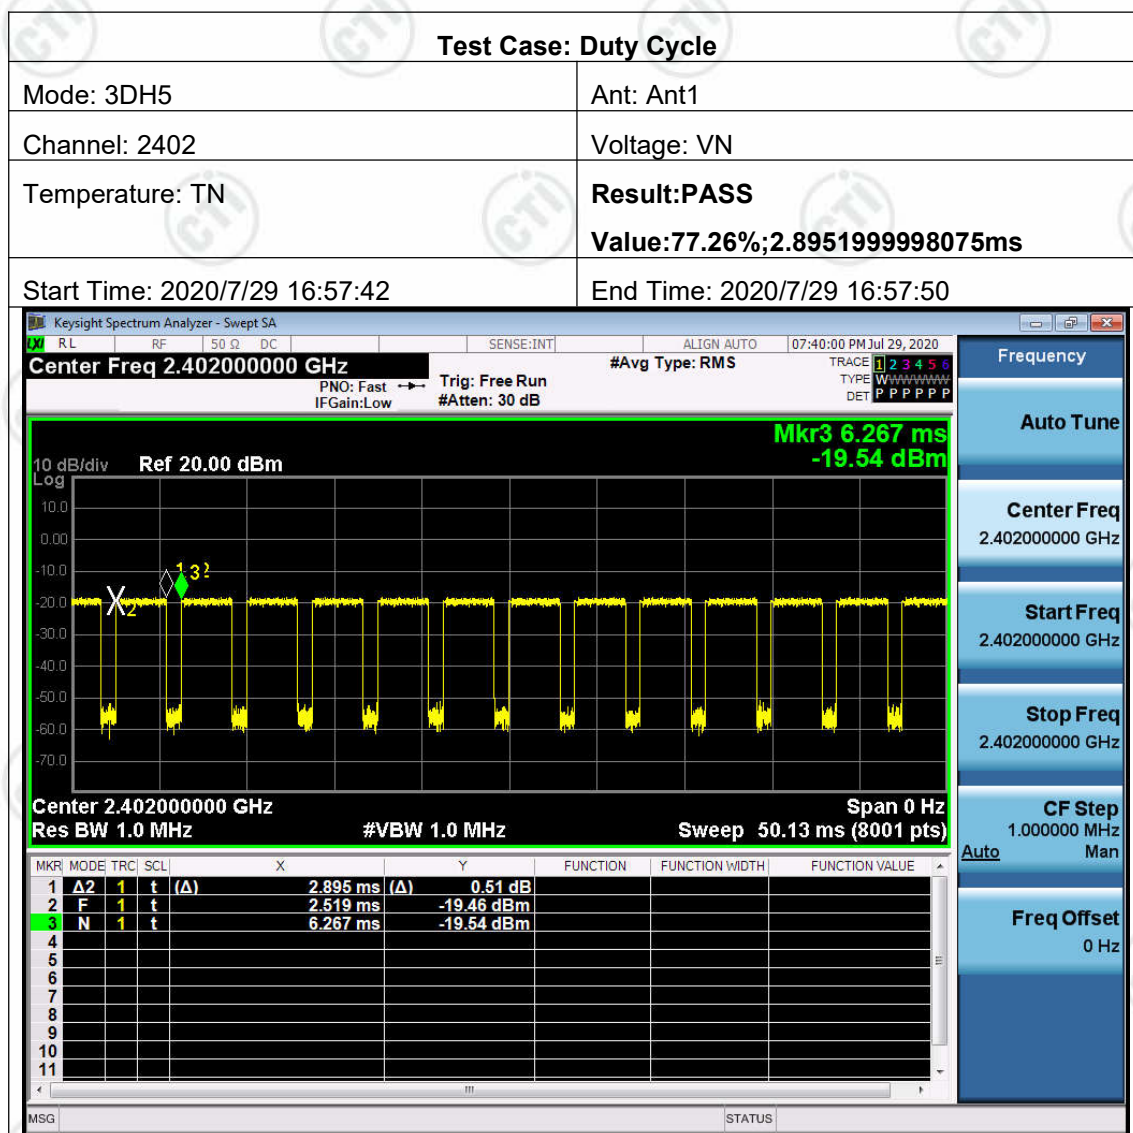 Test Case: Duty Cycle
Mode: 3DH5 Ant: Ant1
Channel: 2402 Voltage: VN
Temperature: TN Result:PASS
Value:77.26%;2.8951999998075ms
Start Time: 2020/7/29 16:57:42 End Time: 2020/7/29 16:57:50
Keysight Spectrum Analyzer - Swept SA
LXI RL RF 50 Ω DC SENSE:INT ALIGN AUTO 07:40:00 PM Jul 29, 2020
Center Freq 2.402000000 GHz #Avg Type: RMS TRACE 1 2 3 4 5 6
PNO: Fast Trig: Free Run TYPE WWWWWW
IFGain:Low #Atten: 30 dB DET P P P P P P
Mkr3 6.267 ms
-19.54 dBm
10 dB/div Ref 20.00 dBm
Log
10.0
0.00
-10.0
-20.0
-30.0
-40.0
-50.0
-60.0
-70.0
X2
1
3
Center 2.402000000 GHz Span 0 Hz
Res BW 1.0 MHz #VBW 1.0 MHz Sweep 50.13 ms (8001 pts)
MKR MODE TRC SCL X Y FUNCTION FUNCTION WIDTH FUNCTION VALUE
1 Δ2 1 t (Δ) 2.895 ms (Δ) 0.51 dB
2 F 1 t 2.519 ms -19.46 dBm
3 N 1 t 6.267 ms -19.54 dBm
4
5
6
7
8
9
10
11
MSG STATUS
Frequency
Auto Tune
Center Freq
2.402000000 GHz
Start Freq
2.402000000 GHz
Stop Freq
2.402000000 GHz
CF Step
1.000000 MHz
Auto Man
Freq Offset
0 Hz
CTI
CTI
CTI
CTI
CTI
CTI